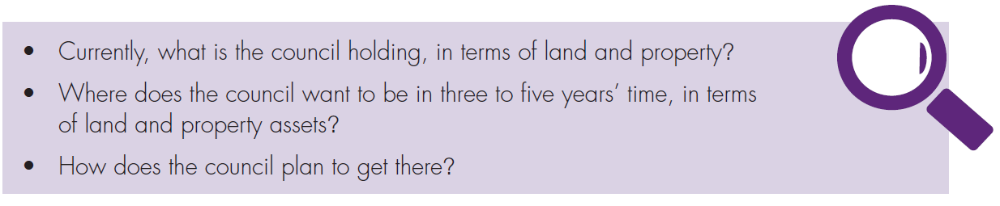 • Currently, what is the council holding, in terms of land and property?
• Where does the council want to be in three to five years’ time, in terms
of land and property assets?
• How does the council plan to get there?